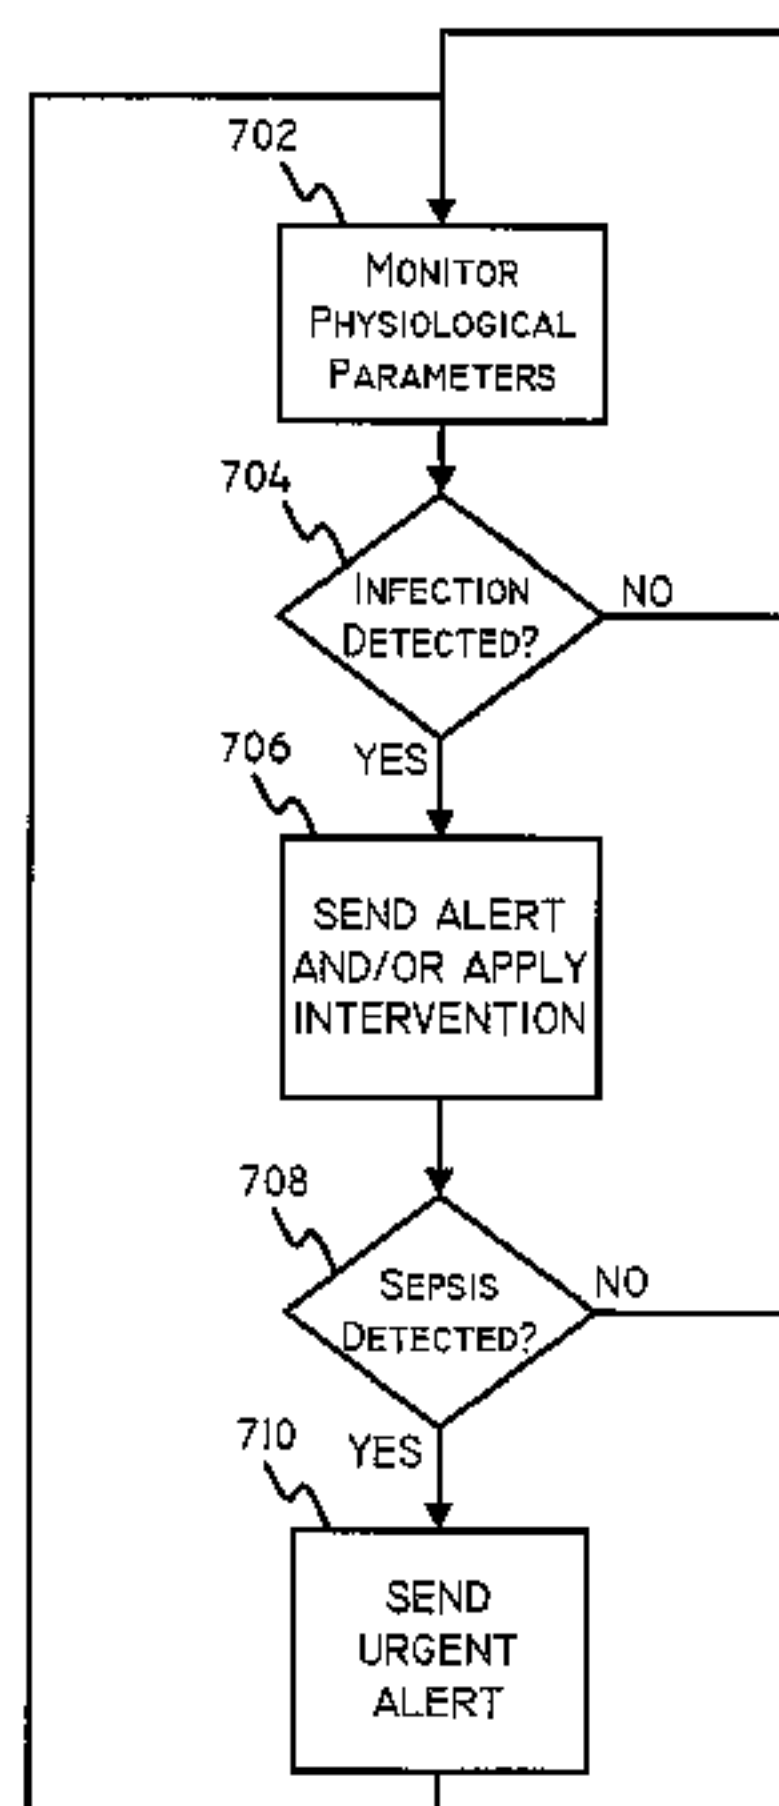 702
MONITOR
PHYSIOLOGICAL
PARAMETERS
704
INFECTION
DETECTED?
NO
YES
706
SEND ALERT
AND/OR APPLY
INTERVENTION
708
SEPSIS
DETECTED?
NO
YES
710
SEND
URGENT
ALERT